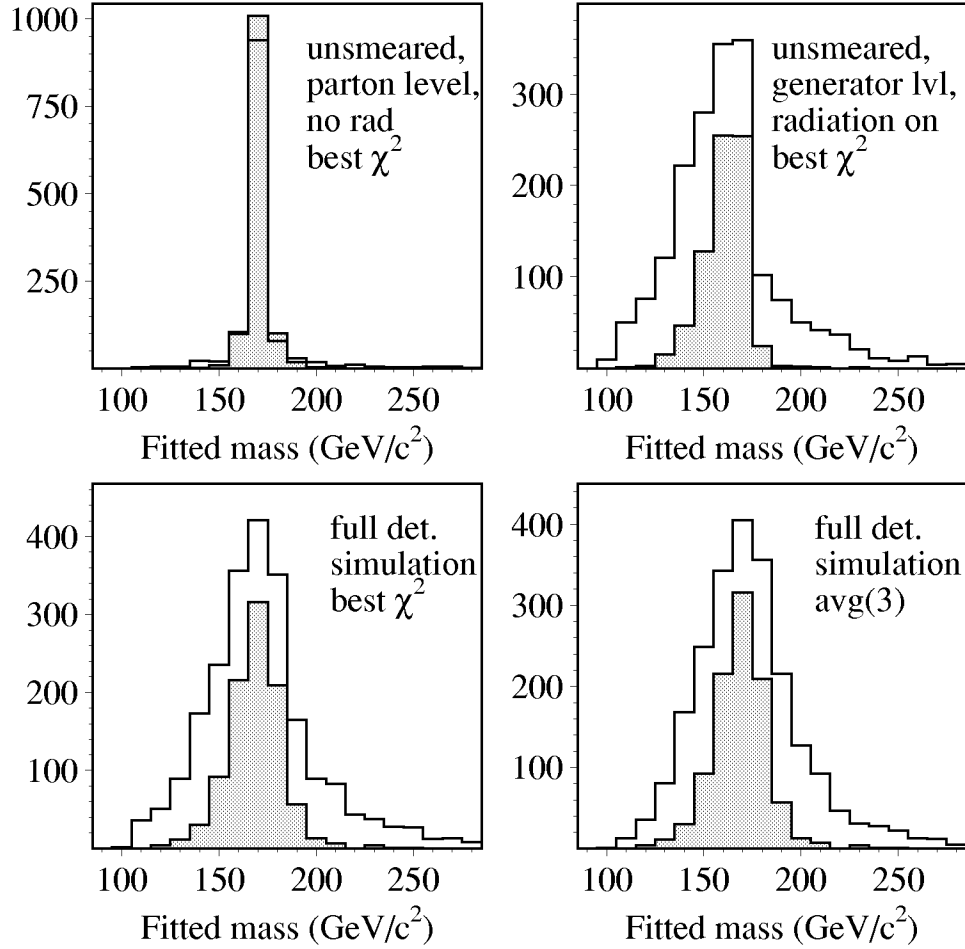 1000
750
500
250
unsmeared,
parton level,
no rad
best χ²
100 150 200 250
Fitted mass (GeV/c²)
300
200
100
unsmeared,
generator lvl,
radiation on
best χ²
100 150 200 250
Fitted mass (GeV/c²)
400
300
200
100
full det.
simulation
best χ²
100 150 200 250
Fitted mass (GeV/c²)
400
300
200
100
full det.
simulation
avg(3)
100 150 200 250
Fitted mass (GeV/c²)